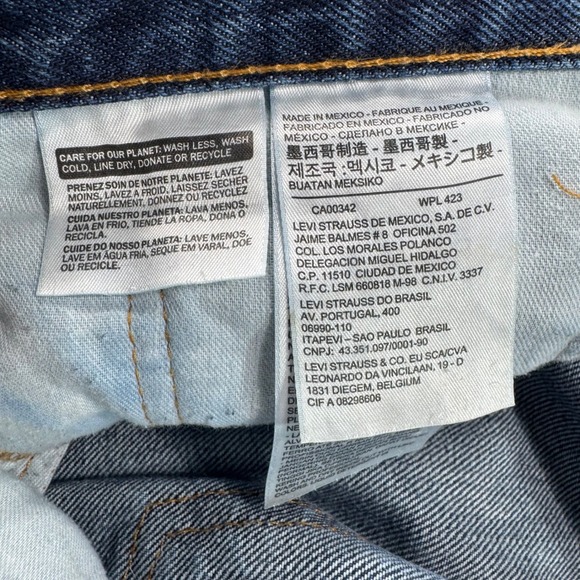 CARE FOR OUR PLANET: WASH LESS, WASH
COLD, LINE DRY, DONATE OR RECYCLE
PRENEZ SOIN DE NOTRE PLANETE: LAVEZ
MOINS, LAVEZ A FROID, LAISSEZ SECHER
NATURELLEMENT, DONNEZ OU RECYCLEZ
CUIDA NUESTRO PLANETA: LAVA MENOS,
LAVA EN FRIO, TIENDE LA ROPA, DONA O
RECICLA.
CUIDE DO NOSSO PLANETA: LAVE MENOS,
LAVE EM ÁGUA FRIA, SEQUE EM VARAL, DOE
OU RECICLE.
MADE IN MEXICO - FABRIQUE AU MEXIQUE -
FABRICADO EN MEXICO - FABRICADO NO
MÉXICO - СДЕЛАНО В МЕКСИКЕ -
墨西哥制造 - 墨西哥製 -
제조국 :멕시코 - メキシコ製 -
BUATAN MEKSIKO
CA00342 WPL 423
LEVI STRAUSS DE MEXICO, S.A. DE C.V.
JAIME BALMES # 8 OFICINA 502
COL. LOS MORALES POLANCO
DELEGACION MIGUEL HIDALGO
C.P. 11510 CIUDAD DE MEXICO
R.F.C. LSM 660818 M-98 C.N.I.V. 3337
LEVI STRAUSS DO BRASIL
AV. PORTUGAL, 400
06990-110
ITAPEVI – SAO PAULO BRASIL
CNPJ: 43.351.097/0001-90
LEVI STRAUSS & CO. EU SCA/CVA
LEONARDO DA VINCILAAN, 19 - D
1831 DIEGEM, BELGIUM
CIF A 08298606